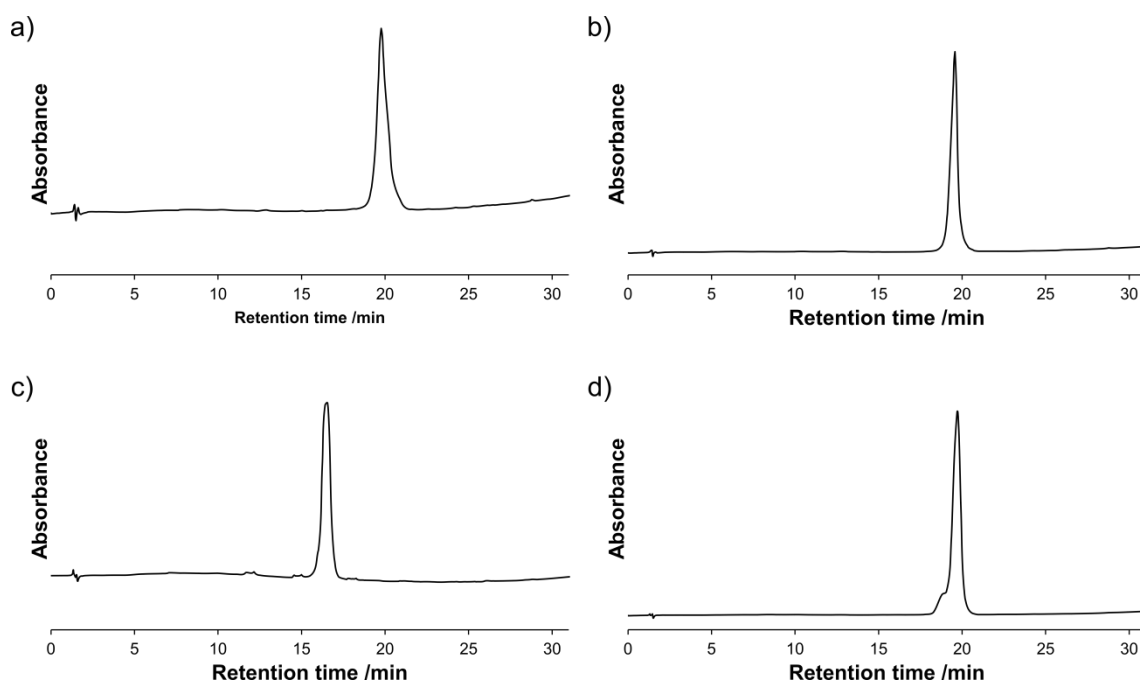 a)
Absorbance
0 5 10 15 20 25 30
Retention time /min
b)
Absorbance
0 5 10 15 20 25 30
Retention time /min
c)
Absorbance
0 5 10 15 20 25 30
Retention time /min
d)
Absorbance
0 5 10 15 20 25 30
Retention time /min